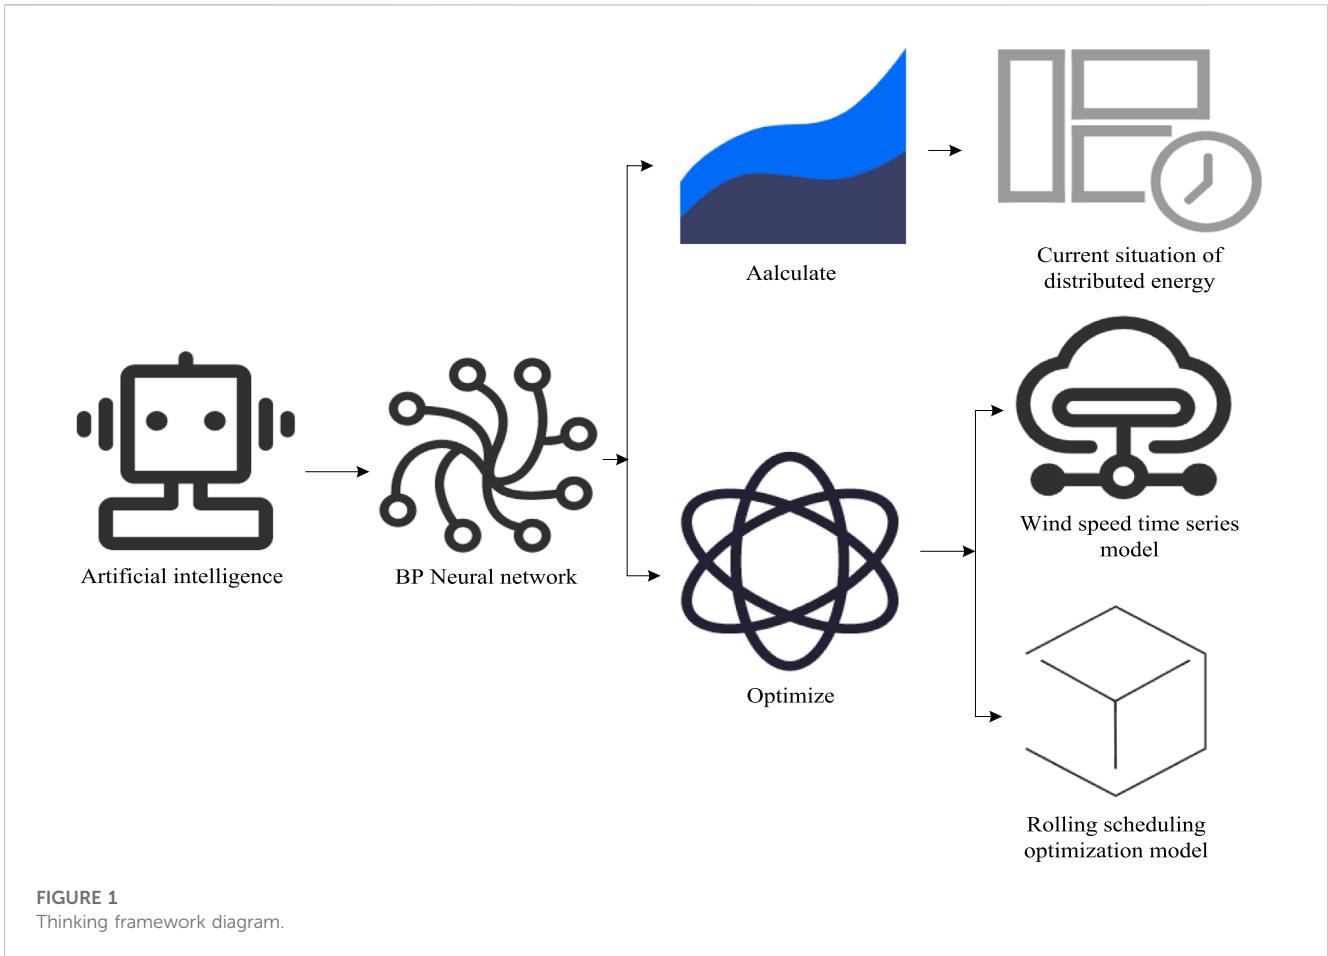 Aalculate
Current situation of
distributed energy
Artificial intelligence
BP Neural network
Wind speed time series
model
Optimize
Rolling scheduling
optimization model
FIGURE 1
Thinking framework diagram.